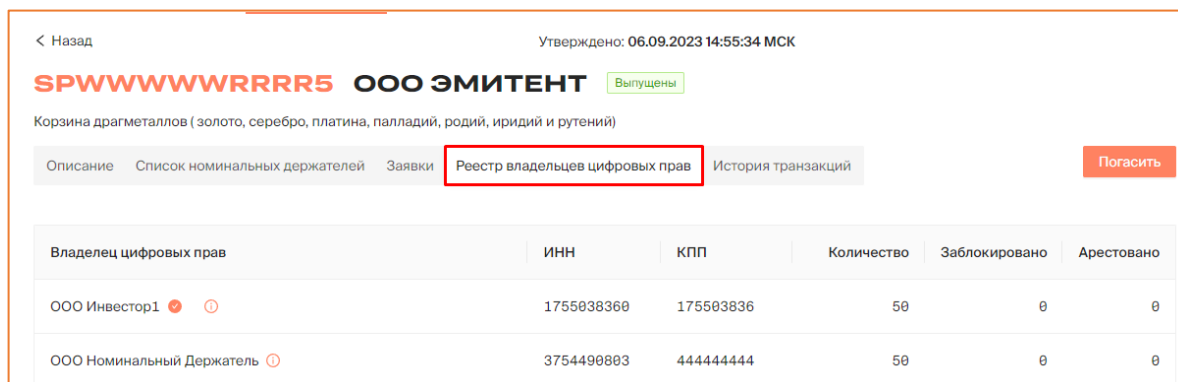 Назад
Утверждено: 06.09.2023 14:55:34 МСК
SPWWWWWRRRR5 ООО ЭМИТЕНТ Выпущены
Корзина драгметаллов ( золото, серебро, платина, палладий, родий, иридий и рутений)
Описание Список номинальных держателей Заявки Реестр владельцев цифровых прав История транзакций Погасить
Владелец цифровых прав ИНН КПП Количество Заблокировано Арестовано
ООО Инвестор1 1755038360 175503836 50 0 0
ООО Номинальный Держатель 3754490803 444444444 50 0 0